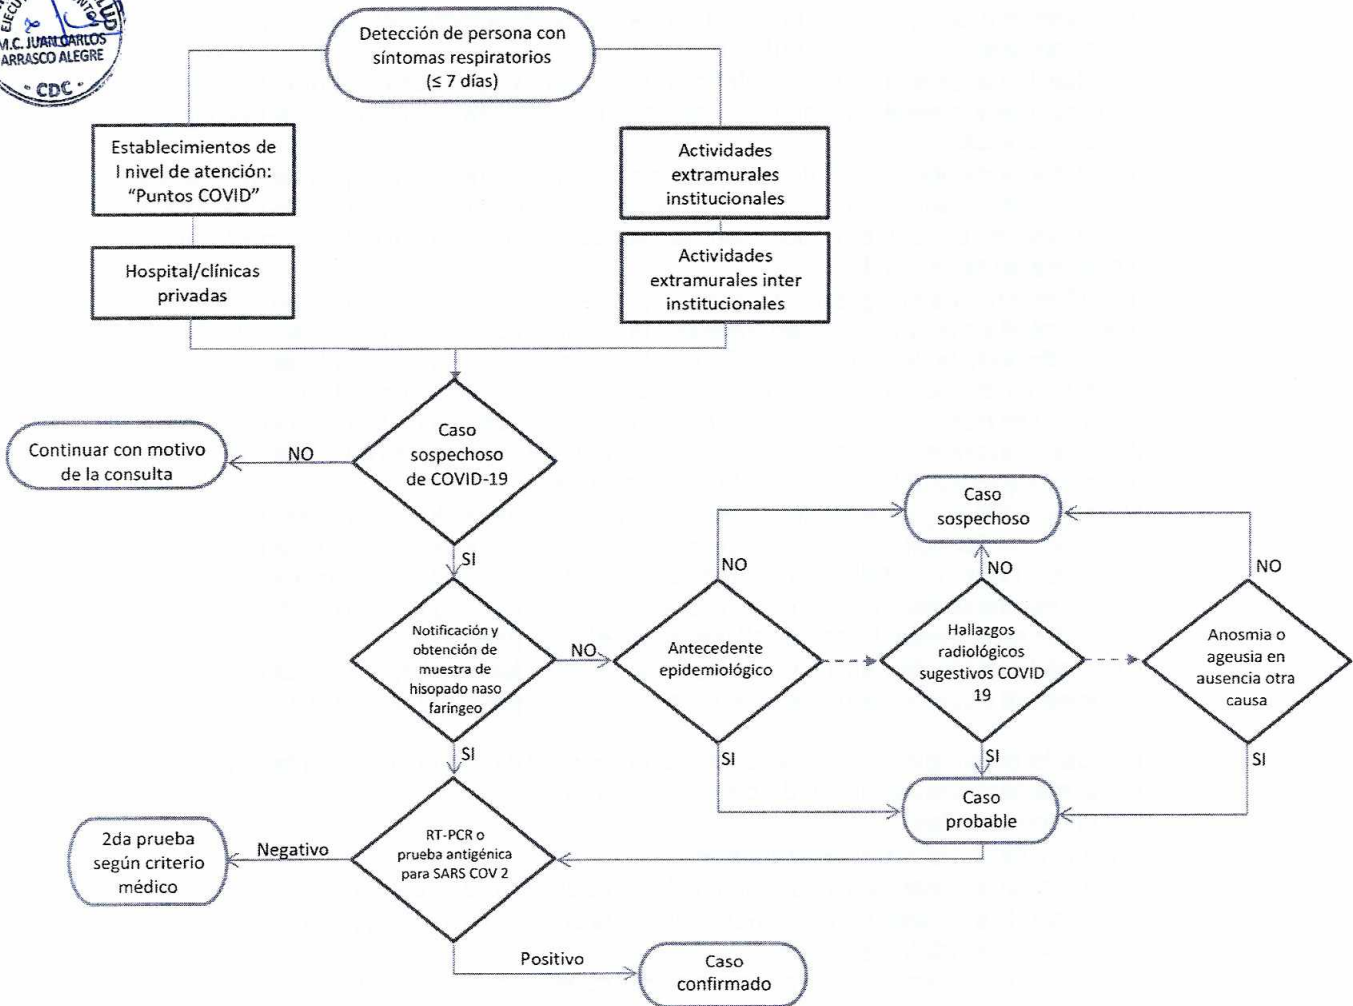 M.C. JUAN CARLOS
ARRASCO ALEGRE
- CDC -
Detección de persona con
síntomas respiratorios
(≤ 7 días)
Establecimientos de
I nivel de atención:
“Puntos COVID”
Actividades
extramurales
institucionales
Hospital/clínicas
privadas
Actividades
extramurales inter
institucionales
Caso
sospechoso
de COVID-19
NO
Continuar con motivo
de la consulta
SI
Notificación y
obtención de
muestra de
hisopado naso
faríngeo
NO
Antecedente
epidemiológico
NO
Caso
sospechoso
NO
Hallazgos
radiológicos
sugestivos COVID
19
NO
Anosmia o
ageusia en
ausencia otra
causa
SI
SI
SI
SI
Caso
probable
RT-PCR o
prueba antigénica
para SARS COV 2
Negativo
2da prueba
según criterio
médico
Positivo
Caso
confirmado